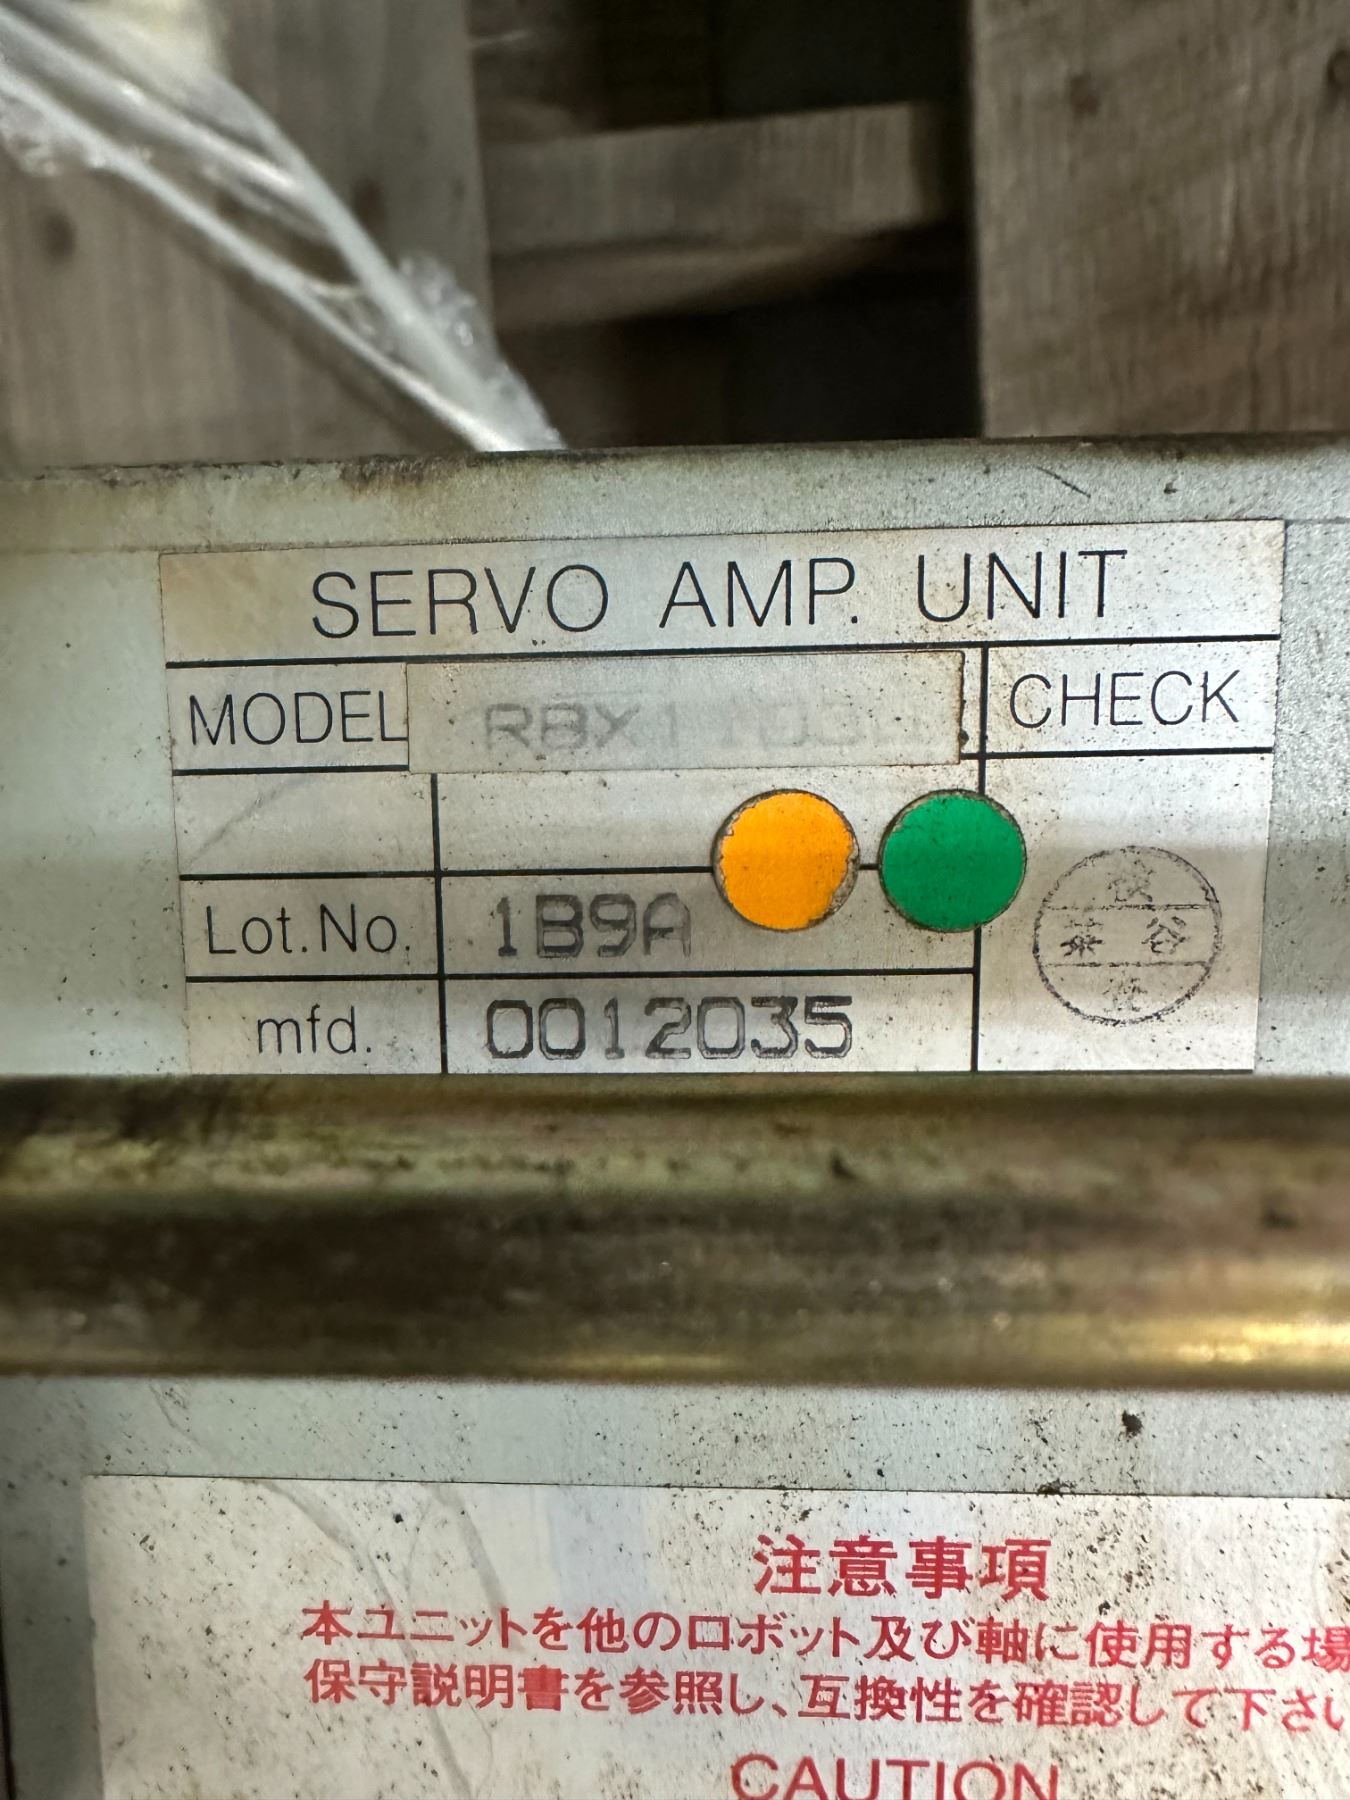 SERVO AMP. UNIT
MODEL
CHECK
Lot.No. 1B9A
mfd. 0012035
注意事項
本ユニットを他のロボット及び軸に使用する場
保守説明書を参照し、互換性を確認して下さい
CAUTION